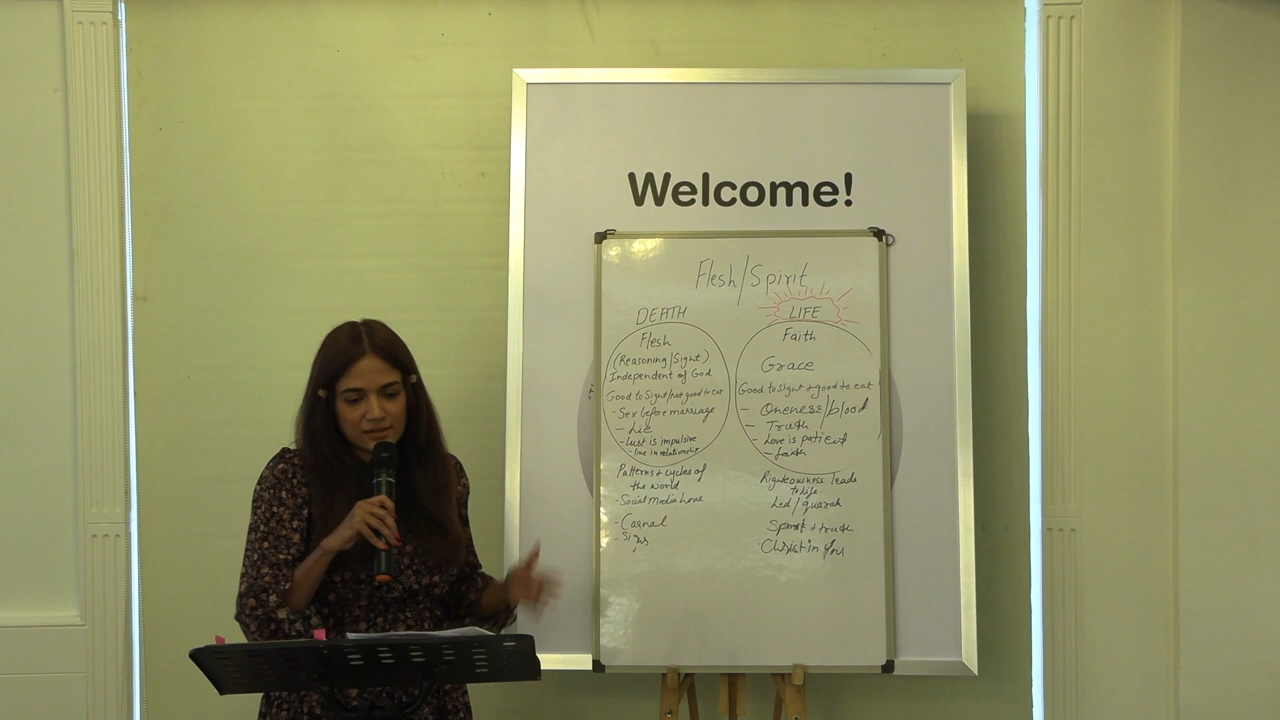 Welcome!
Flesh/Spirit
DEATH
Flesh
(Reasoning/Sight)
Independent of God
Good to Sight/not good to eat
- Sex before marriage
- Lie
- Lust is impulsive
- in relationship
Patterns + cycles of
the world
- Social Media
- Carnal
- Signs
LIFE
Faith
Grace
Good to sight + good to eat
- Oneness/blood
- Truth
- Love is patient
- faith
Righteousness leads
to life
Led/
Spirit + truth
Christ in you